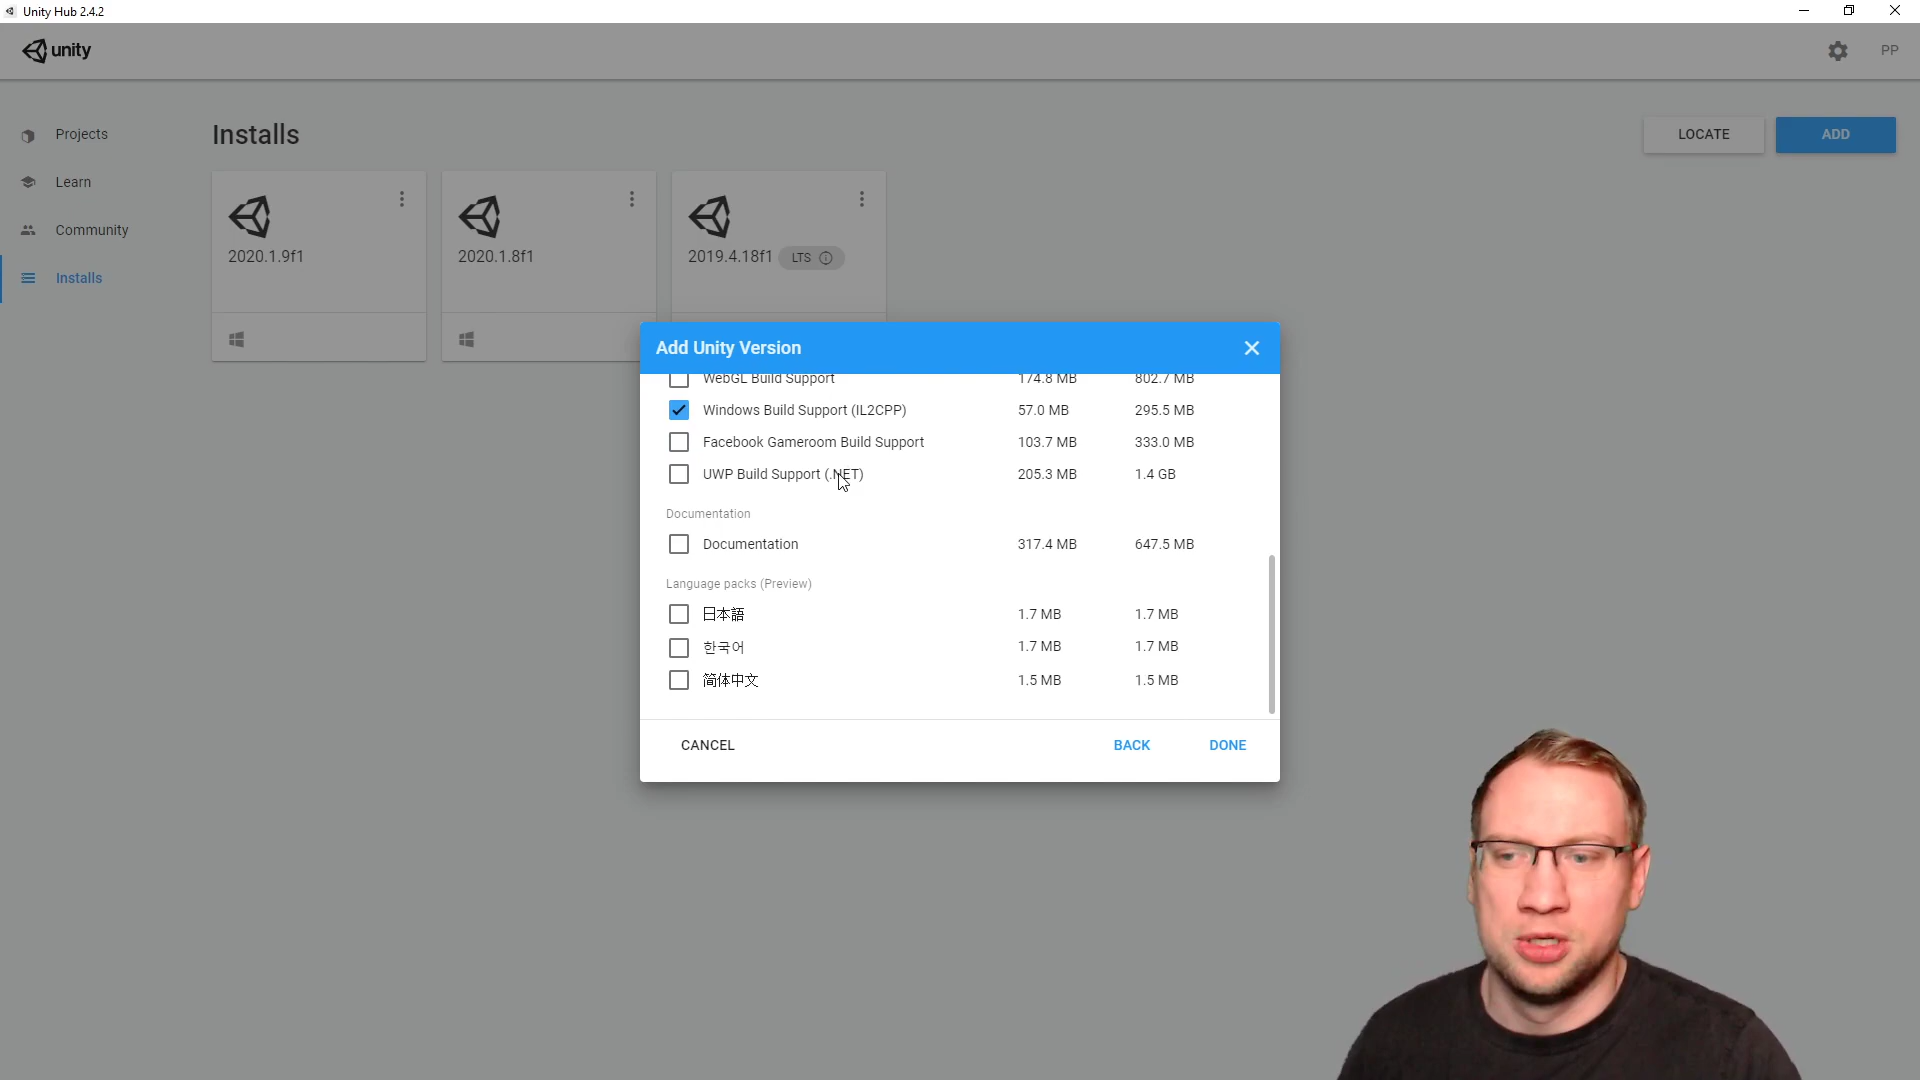 Unity Hub 2.4.2
unity
PP
Projects
Learn
Community
Installs
Installs
LOCATE
ADD
2020.1.9f1
2020.1.8f1
2019.4.18f1 LTS
Add Unity Version
WebGL Build Support 174.8 MB 802.7 MB
Windows Build Support (IL2CPP) 57.0 MB 295.5 MB
Facebook Gameroom Build Support 103.7 MB 333.0 MB
UWP Build Support (.NET) 205.3 MB 1.4 GB
Documentation
Documentation 317.4 MB 647.5 MB
Language packs (Preview)
日本語 1.7 MB 1.7 MB
한국어 1.7 MB 1.7 MB
简体中文 1.5 MB 1.5 MB
CANCEL
BACK
DONE